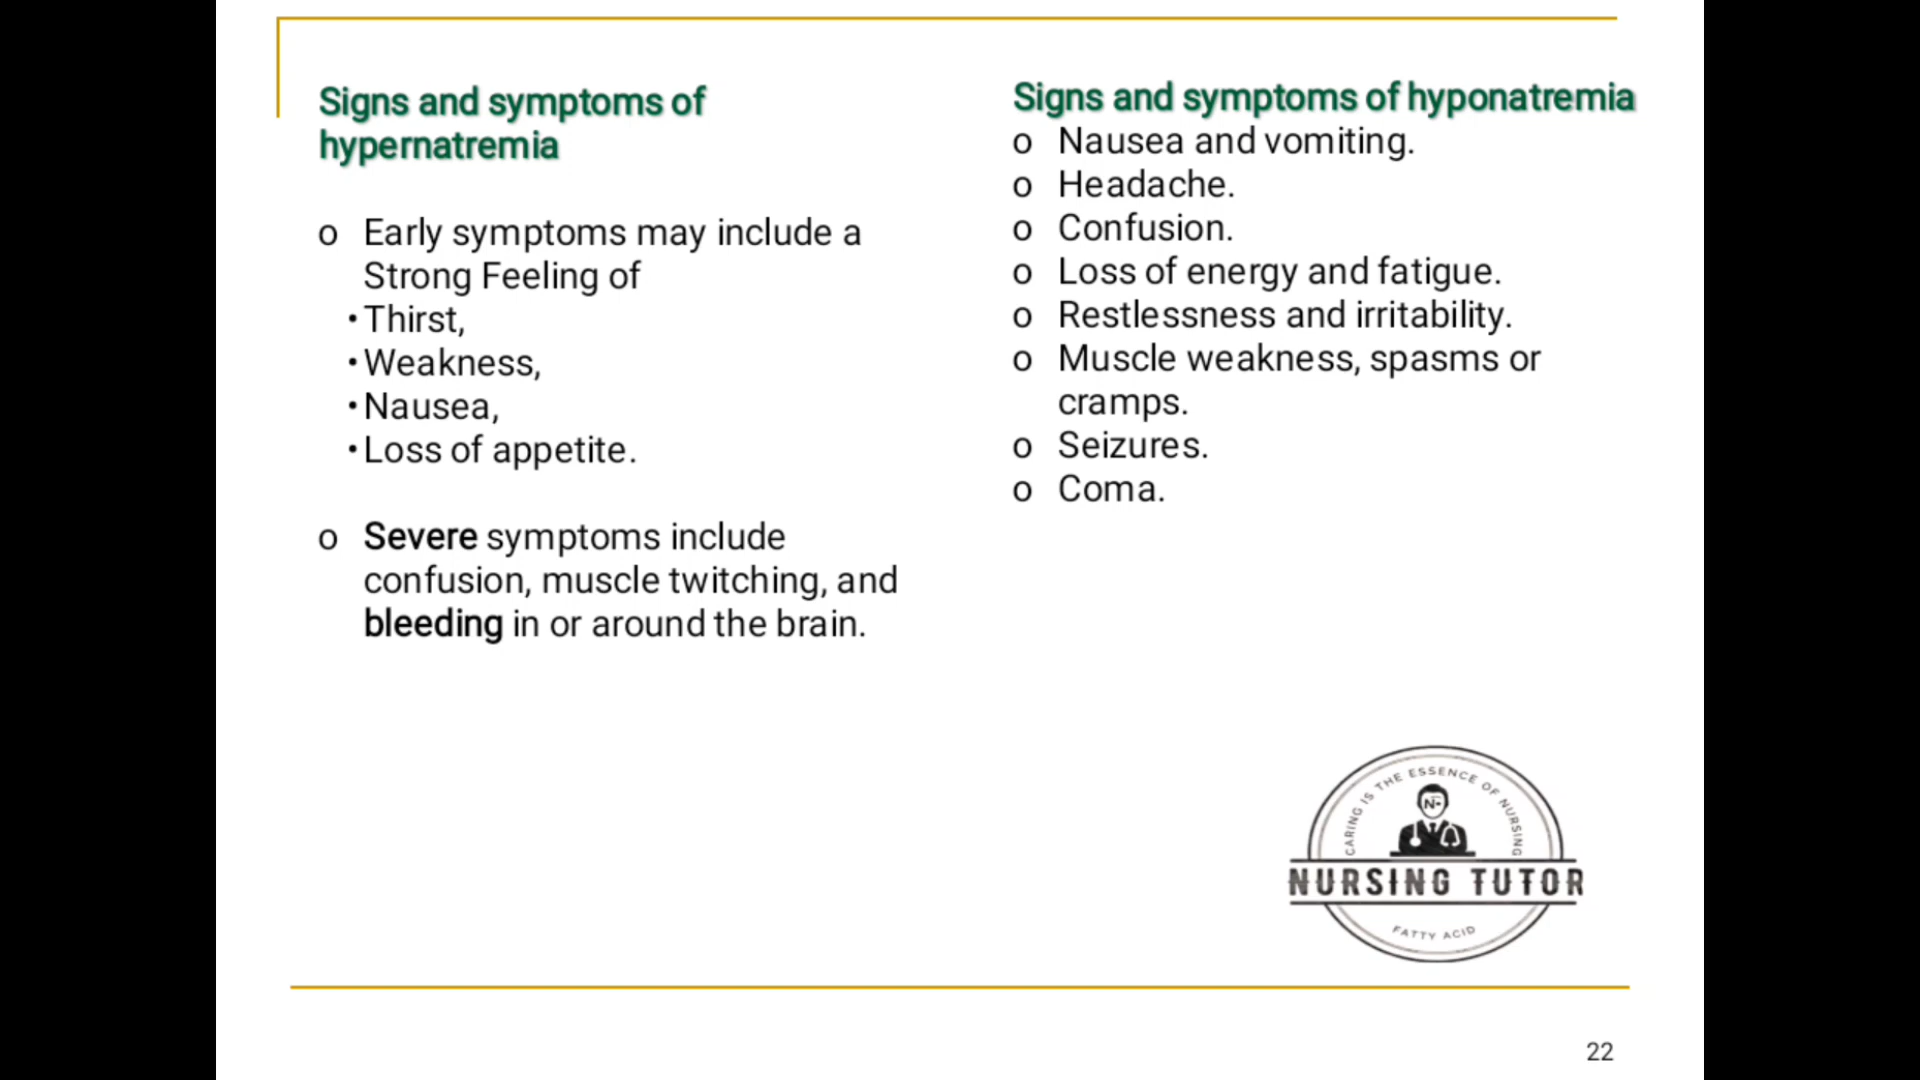 Signs and symptoms of
hypernatremia
o Early symptoms may include a
Strong Feeling of
• Thirst,
• Weakness,
• Nausea,
• Loss of appetite.
o Severe symptoms include
confusion, muscle twitching, and
bleeding in or around the brain.
Signs and symptoms of hyponatremia
o Nausea and vomiting.
o Headache.
o Confusion.
o Loss of energy and fatigue.
o Restlessness and irritability.
o Muscle weakness, spasms or
cramps.
o Seizures.
o Coma.
CARING IS THE ESSENCE OF NURSING
N
NURSING TUTOR
FATTY ACID
22